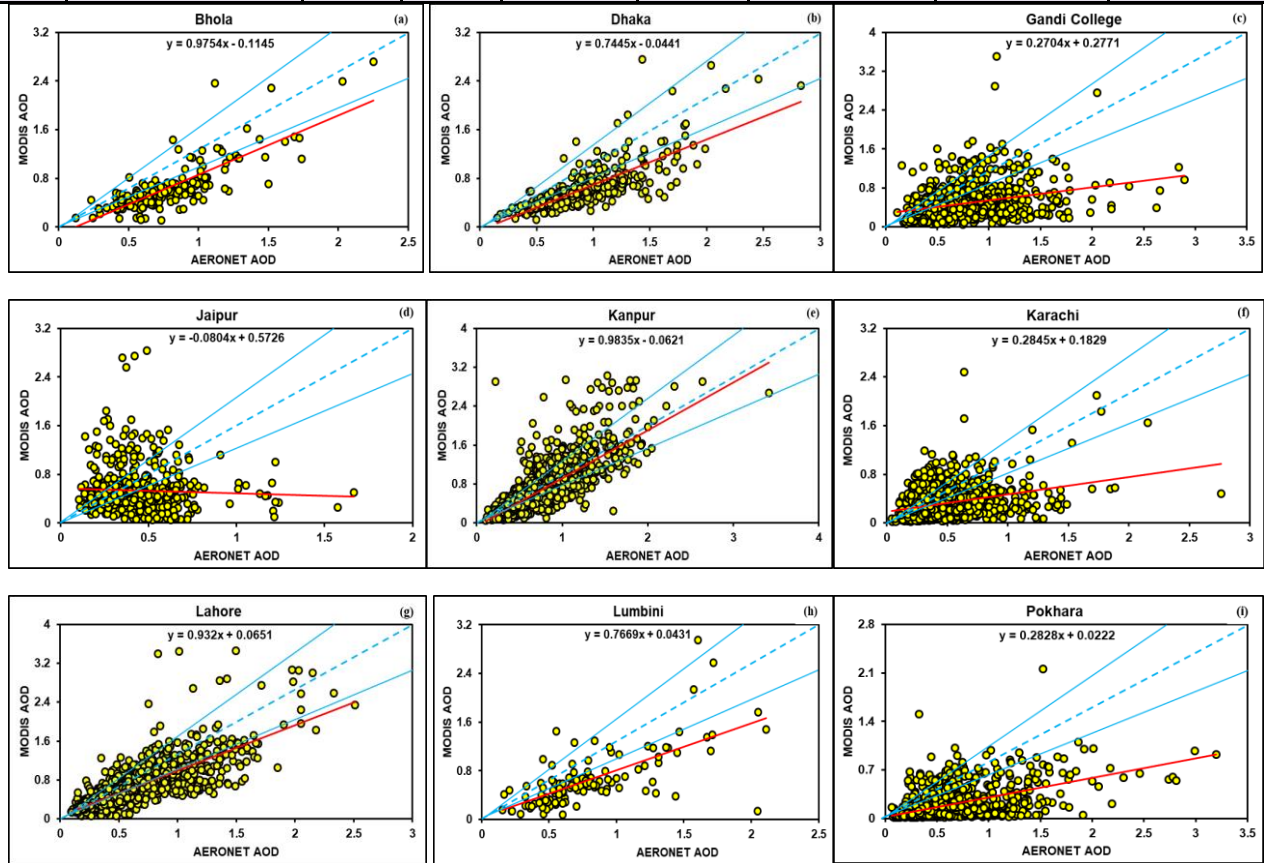 Bhola (a)
y = 0.9754x - 0.1145
3.2
2.4
1.6
0.8
0
MODIS AOD
0 0.5 1 1.5 2 2.5
AERONET AOD
Dhaka (b)
y = 0.7445x - 0.0441
3.2
2.4
1.6
0.8
0
MODIS AOD
0 0.5 1 1.5 2 2.5 3
AERONET AOD
Gandi College (c)
y = 0.2704x + 0.2771
4
3.2
2.4
1.6
0.8
0
MODIS AOD
0 0.5 1 1.5 2 2.5 3 3.5
AERONET AOD
Jaipur (d)
y = -0.0804x + 0.5726
3.2
2.4
1.6
0.8
0
MODIS AOD
0 0.5 1 1.5 2
AERONET AOD
Kanpur (e)
y = 0.9835x - 0.0621
4
3.2
2.4
1.6
0.8
0
MODIS AOD
0 1 2 3 4
AERONET AOD
Karachi (f)
y = 0.2845x + 0.1829
3.2
2.4
1.6
0.8
0
MODIS AOD
0 0.5 1 1.5 2 2.5 3
AERONET AOD
Lahore (g)
y = 0.932x + 0.0651
4
3.2
2.4
1.6
0.8
0
MODIS AOD
0 0.5 1 1.5 2 2.5 3
AERONET AOD
Lumbini (h)
y = 0.7669x + 0.0431
3.2
2.4
1.6
0.8
0
MODIS AOD
0 0.5 1 1.5 2 2.5
AERONET AOD
Pokhara (i)
y = 0.2828x + 0.0222
2.8
2.1
1.4
0.7
0
MODIS AOD
0 0.5 1 1.5 2 2.5 3 3.5
AERONET AOD